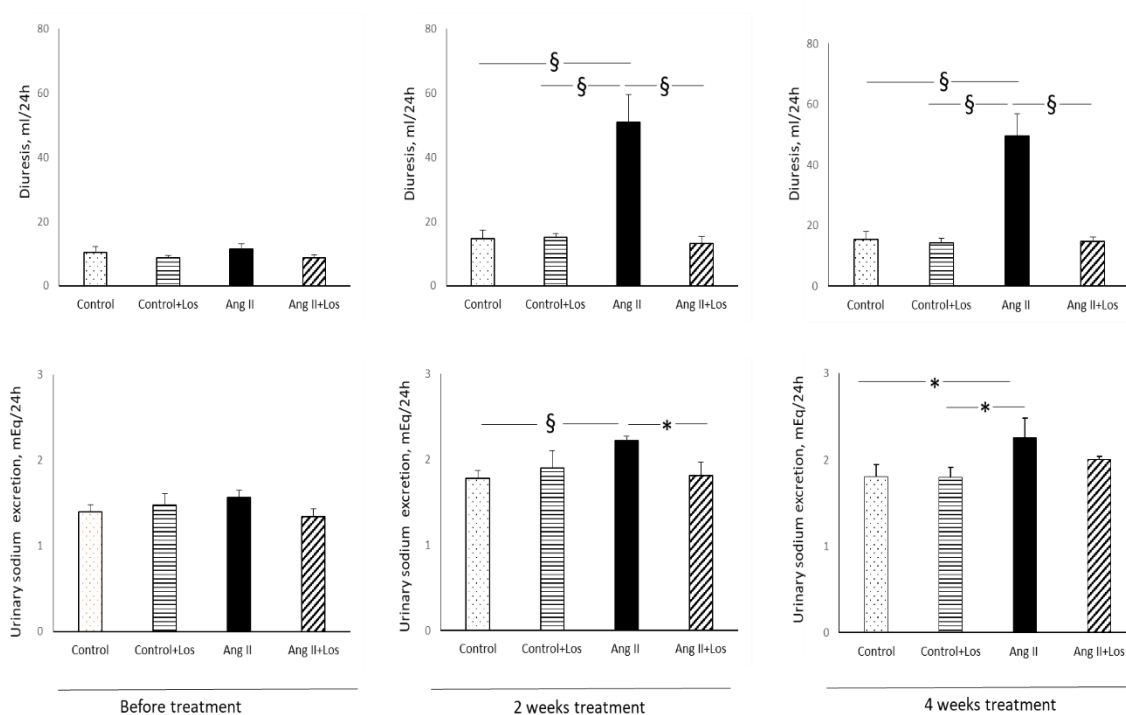 Diuresis, ml/24h
80
60
40
20
0
Control Control+Los Ang II Ang II+Los
Diuresis, ml/24h
80
60
40
20
0
§
§ §
Control Control+Los Ang II Ang II+Los
Diuresis, ml/24h
80
60
40
20
0
§
§ §
Control Control+Los Ang II Ang II+Los
Urinary sodium excretion, mEq/24h
3
2
1
0
Control Control+Los Ang II Ang II+Los
Urinary sodium excretion, mEq/24h
3
2
1
0
§ *
Control Control+Los Ang II Ang II+Los
Urinary sodium excretion, mEq/24h
3
2
1
0
*
*
Control Control+Los Ang II Ang II+Los
Before treatment
2 weeks treatment
4 weeks treatment